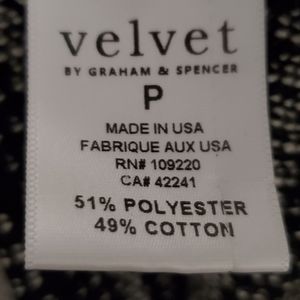 velvet
BY GRAHAM & SPENCER
P
MADE IN USA
FABRIQUE AUX USA
RN# 109220
CA# 42241
51% POLYESTER
49% COTTON